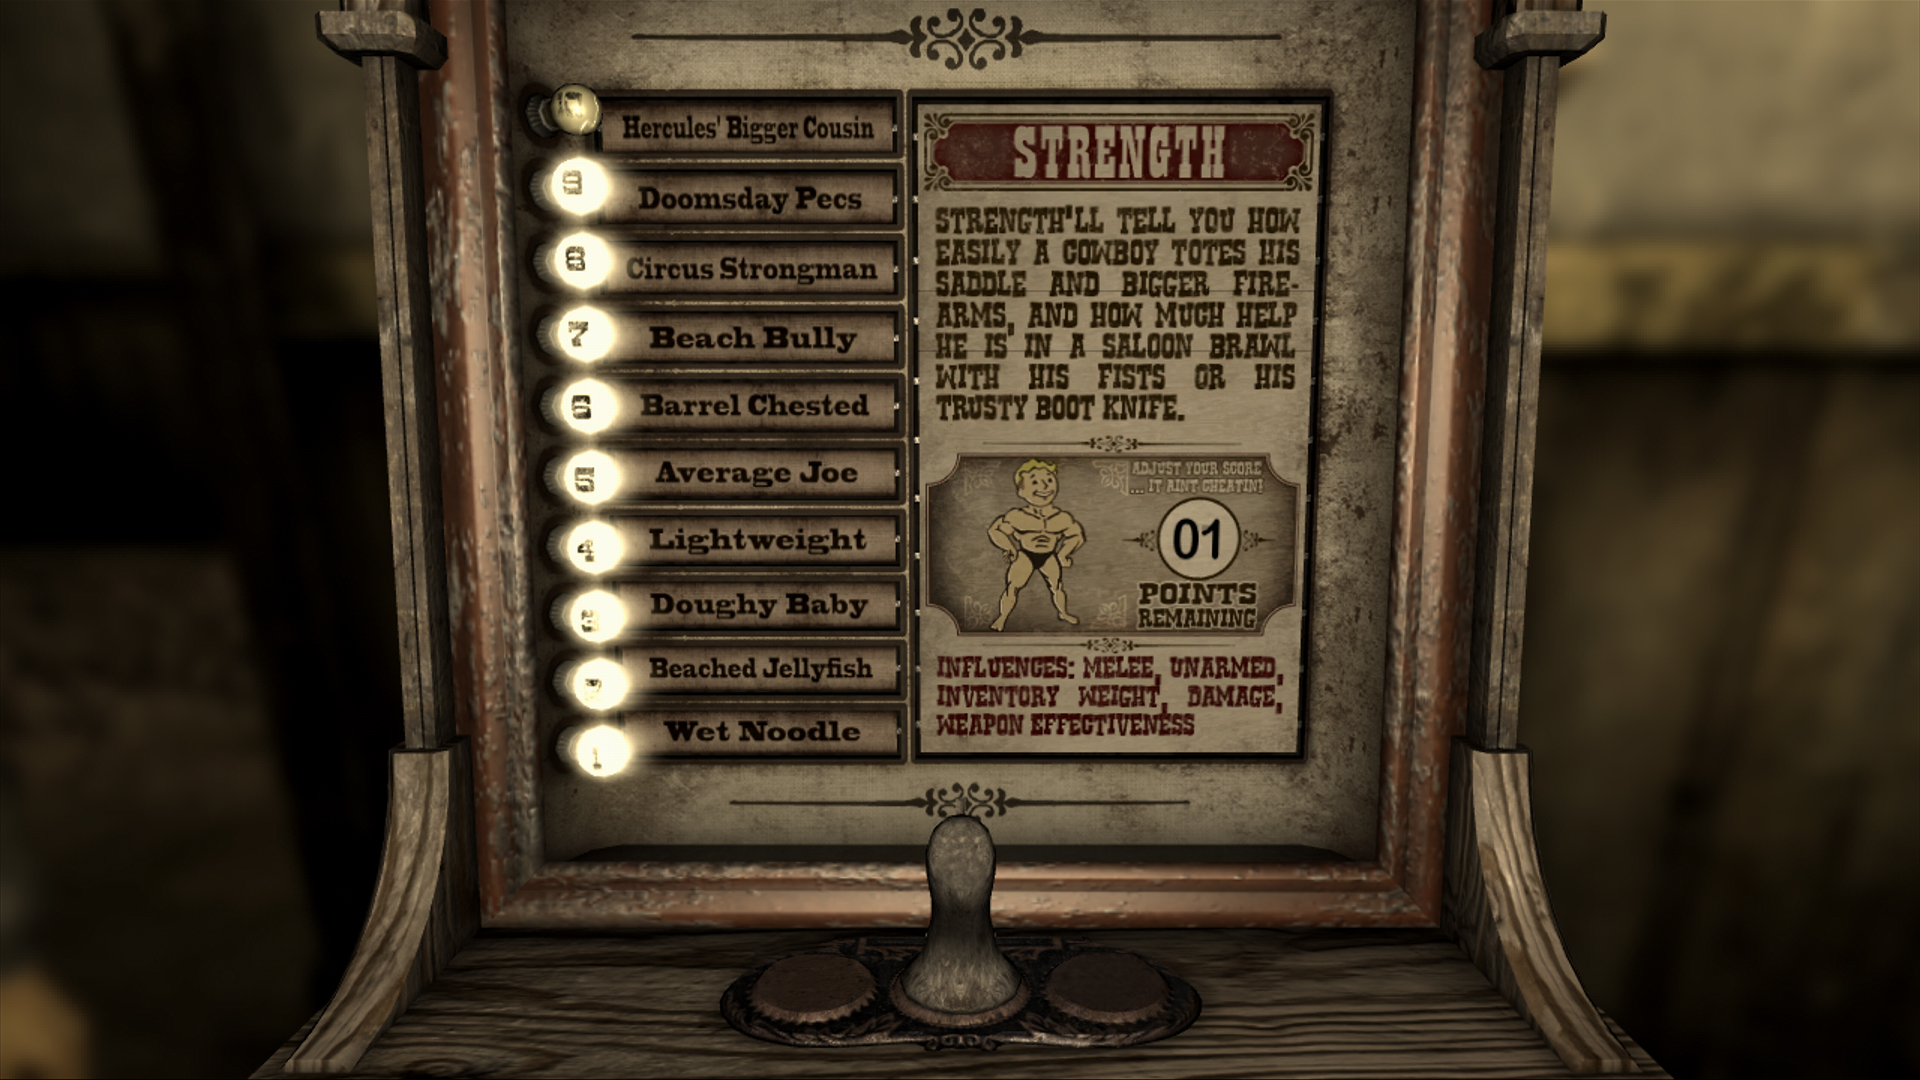 10 Hercules' Bigger Cousin
9 Doomsday Pecs
8 Circus Strongman
7 Beach Bully
6 Barrel Chested
5 Average Joe
4 Lightweight
3 Doughy Baby
2 Beached Jellyfish
1 Wet Noodle
STRENGTH
STRENGTH'LL TELL YOU HOW
EASILY A COWBOY TOTES HIS
SADDLE AND BIGGER FIRE-
ARMS, AND HOW MUCH HELP
HE IS IN A SALOON BRAWL
WITH HIS FISTS OR HIS
TRUSTY BOOT KNIFE.
ADJUST YOUR SCORE
... IT AINT CHEATIN!
01
POINTS
REMAINING
INFLUENCES: MELEE, UNARMED,
INVENTORY WEIGHT, DAMAGE,
WEAPON EFFECTIVENESS